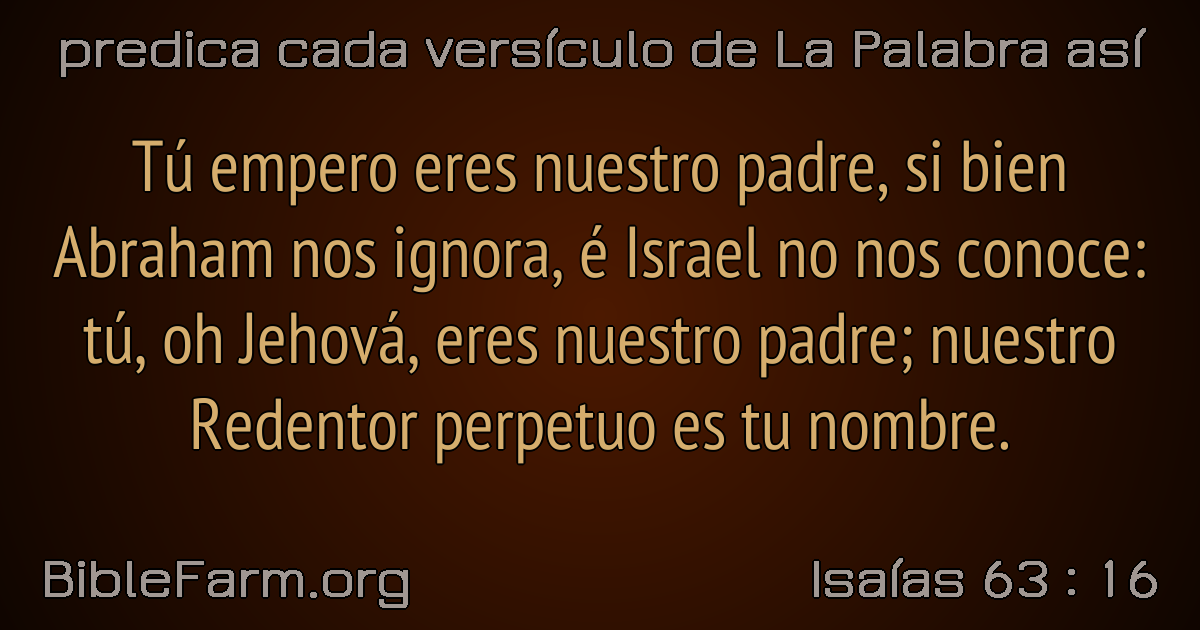 predica cada versículo de La Palabra así
Tú empero eres nuestro padre, si bien
Abraham nos ignora, é Israel no nos conoce:
tú, oh Jehová, eres nuestro padre; nuestro
Redentor perpetuo es tu nombre.
BibleFarm.org
Isaías 63 : 16